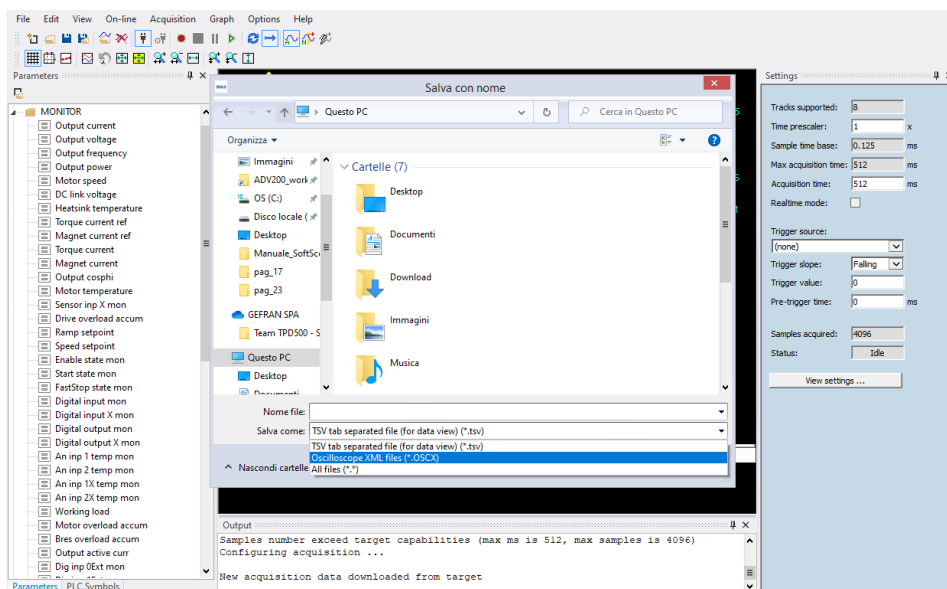 File Edit View On-line Acquisition Graph Options Help
Parameters
MONITOR
Output current
Output voltage
Output frequency
Output power
Motor speed
DC link voltage
Heatsink temperature
Torque current ref
Magnet current ref
Torque current
Magnet current
Output cosphi
Motor temperature
Sensor inp X mon
Drive overload accum
Ramp setpoint
Speed setpoint
Enable state mon
Start state mon
FastStop state mon
Digital input mon
Digital input X mon
Digital output mon
Digital output X mon
An inp 1 temp mon
An inp 2 temp mon
An inp 1X temp mon
An inp 2X temp mon
Working load
Motor overload accum
Bres overload accum
Output active curr
Dig inp 0Ext mon
Parameters PLC Symbols
Salva con nome
Questo PC
Cerca in Questo PC
Organizza
Immagini
ADV200_work
OS (C:)
Disco locale (
Desktop
Manuale_SoftSc
pag_17
pag_23
GEFRAN SPA
Team TPD500 - S
Questo PC
Desktop
Documenti
Cartelle (7)
Desktop
Documenti
Download
Immagini
Musica
Nome file:
Salva come: TSV tab separated file (for data view) (*.tsv)
TSV tab separated file (for data view) (*.tsv)
Oscilloscope XML files (*.OSCX)
All files (*.*)
Nascondi cartelle
Output
Samples number exceed target capabilities (max ms is 512, max samples is 4096)
Configuring acquisition ...
New acquisition data downloaded from target
Settings
Tracks supported: 8
Time prescaler: 1 x
Sample time base: 0.125 ms
Max acquisition time: 512 ms
Acquisition time: 512 ms
Realtime mode:
Trigger source:
(none)
Trigger slope: Falling
Trigger value: 0
Pre-trigger time: 0 ms
Samples acquired: 4096
Status: Idle
View settings ...